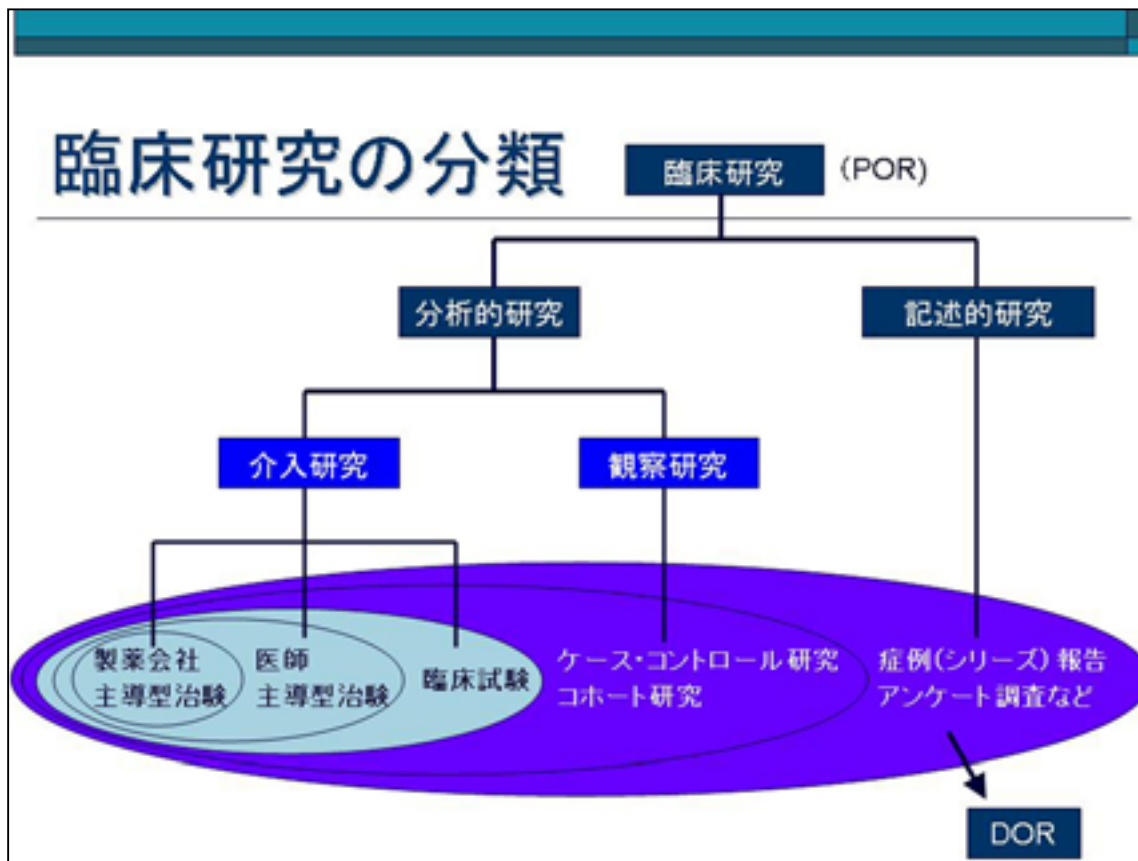 臨床研究の分類
臨床研究
(POR)
分析的研究
記述的研究
介入研究
観察研究
製薬会社
主導型治験
医師
主導型治験
臨床試験
ケース・コントロール研究
コホート研究
症例(シリーズ)報告
アンケート調査など
DOR